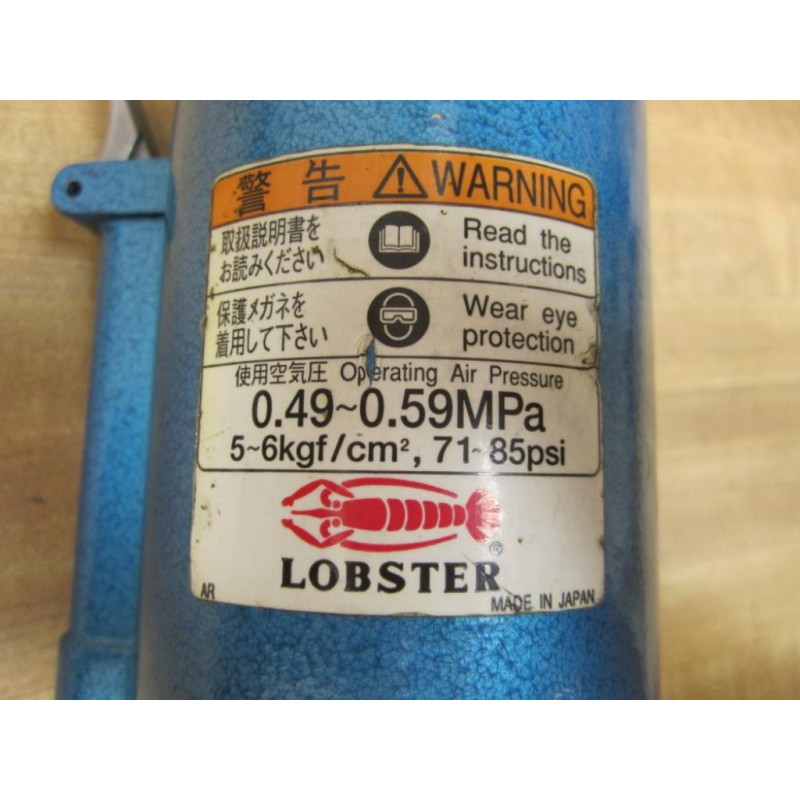 警告 ⚠ WARNING
取扱説明書を
お読みください
Read the
instructions
保護メガネを
着用して下さい
Wear eye
protection
使用空気圧 Operating Air Pressure
0.49~0.59MPa
5~6kgf/cm², 71~85psi
LOBSTER®
AR
MADE IN JAPAN